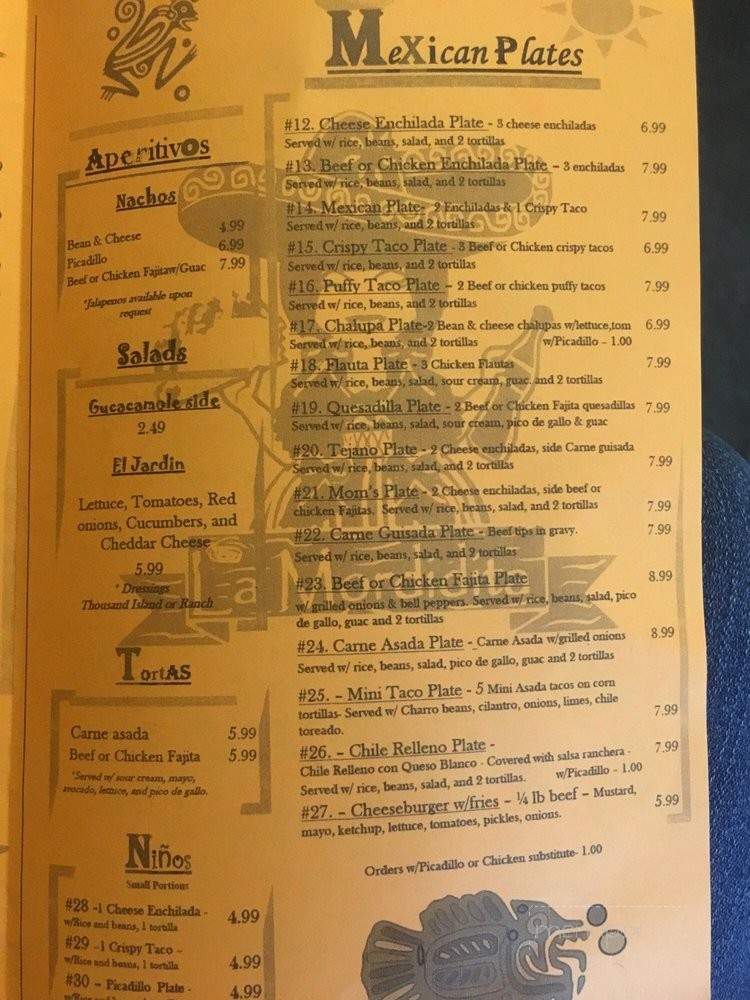 Aperitivos
Nachos
Bean & Cheese 4.99
Picadillo 6.99
Beef or Chicken Fajitaw/Guac 7.99
*Jalapenos available upon
request
Salads
Gucacamole side
2.49
El Jardin
Lettuce, Tomatoes, Red
onions, Cucumbers, and
Cheddar Cheese
5.99
* Dressings
Thousand Island or Ranch
Tortas
Carne asada 5.99
Beef or Chicken Fajita 5.99
*Served w/ sour cream, mayo,
avocado, lettuce, and pico de gallo.
Niños
Small Portions
#28 -1 Cheese Enchilada -
w/Rice and beans, 1 tortilla 4.99
#29 -1 Crispy Taco -
w/Rice and beans, 1 tortilla 4.99
#30 - Picadillo Plate - 4.99
MeXican Plates
#12. Cheese Enchilada Plate - 3 cheese enchiladas 6.99
Served w/ rice, beans, salad, and 2 tortillas
#13. Beef or Chicken Enchilada Plate - 3 enchiladas 7.99
Served w/ rice, beans, salad, and 2 tortillas
#14. Mexican Plate- 2 Enchiladas & 1 Crispy Taco
Served w/ rice, beans, and 2 tortillas 7.99
#15. Crispy Taco Plate - 3 Beef or Chicken crispy tacos 6.99
Served w/ rice, beans, and 2 tortillas
#16. Puffy Taco Plate - 2 Beef or chicken puffy tacos 7.99
Served w/ rice, beans, and 2 tortillas
#17. Chalupa Plate-2 Bean & cheese chalupas w/lettuce,tom 6.99
Served w/ rice, beans, and 2 tortillas w/Picadillo - 1.00
#18. Flauta Plate - 3 Chicken Flautas 7.99
Served w/ rice, beans, salad, sour cream, guac. and 2 tortillas
#19. Quesadilla Plate - 2 Beef or Chicken Fajita quesadillas 7.99
Served w/ rice, beans, salad, sour cream, pico de gallo & guac
#20. Tejano Plate - 2 Cheese enchiladas, side Carne guisada
Served w/ rice, beans, salad, and 2 tortillas 7.99
#21. Mom's Plate - 2 Cheese enchiladas, side beef or
chicken Fajitas. Served w/ rice, beans, salad, and 2 tortillas 7.99
#22. Carne Guisada Plate - Beef tips in gravy. 7.99
Served w/ rice, beans, salad, and 2 tortillas
#23. Beef or Chicken Fajita Plate 8.99
w/ grilled onions & bell peppers. Served w/ rice, beans, salad, pico
de gallo, guac and 2 tortillas
#24. Carne Asada Plate - Carne Asada w/grilled onions 8.99
Served w/ rice, beans, salad, pico de gallo, guac and 2 tortillas
#25. - Mini Taco Plate - 5 Mini Asada tacos on corn
tortillas- Served w/ Charro beans, cilantro, onions, limes, chile 7.99
toreado.
#26. - Chile Relleno Plate - 7.99
Chile Relleno con Queso Blanco - Covered with salsa ranchera -
Served w/ rice, beans, salad, and 2 tortillas. w/Picadillo - 1.00
#27. - Cheeseburger w/fries - ¼ lb beef - Mustard, 5.99
mayo, ketchup, lettuce, tomatoes, pickles, onions.
Orders w/Picadillo or Chicken substitute- 1.00